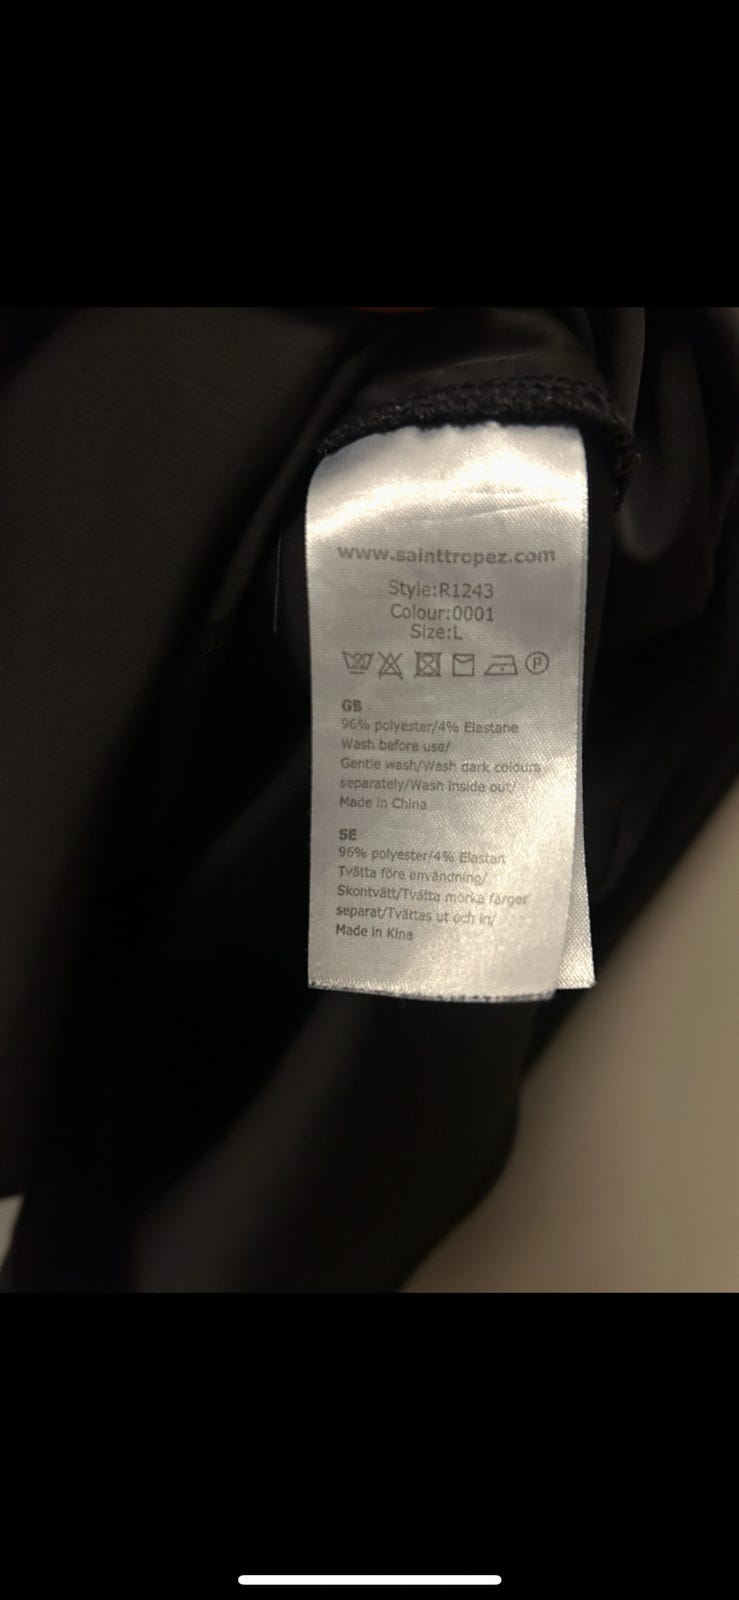 www.sainttropez.com
Style:R1243
Colour:0001
Size:L
P
GB
96% polyester/4% Elastane
Wash before use/
Gentle wash/Wash dark colours
separately/Wash inside out/
Made in China
SE
96% polyester/4% Elastan
Tvätta före användning/
Skontvätt/Tvätta mörka färger
separat/Tvättas ut och in/
Made in Kina